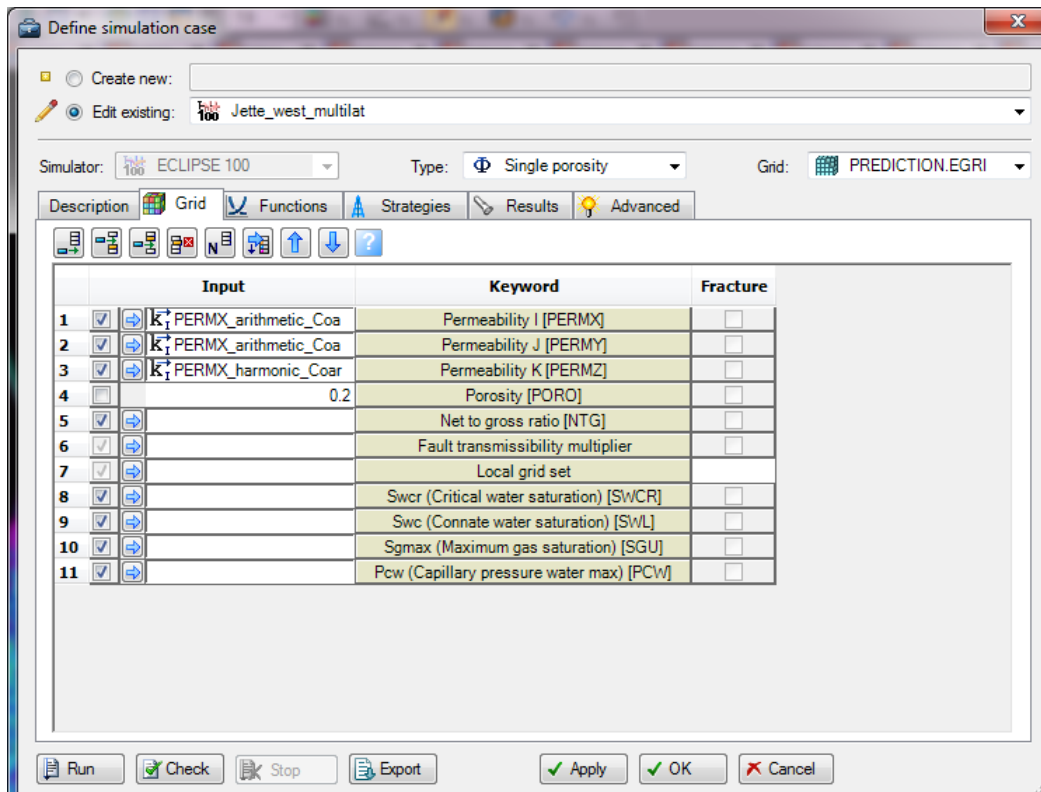 Define simulation case
Create new:
Edit existing: Jette_west_multilat
Simulator: ECLIPSE 100 Type: Single porosity Grid: PREDICTION.EGRI
Description Grid Functions Strategies Results Advanced
Input Keyword Fracture
1 PERMX_arithmetic_Coa Permeability I [PERMX]
2 PERMX_arithmetic_Coa Permeability J [PERMY]
3 PERMX_harmonic_Coar Permeability K [PERMZ]
4 0.2 Porosity [PORO]
5 Net to gross ratio [NTG]
6 Fault transmissibility multiplier
7 Local grid set
8 Swcr (Critical water saturation) [SWCR]
9 Swc (Connate water saturation) [SWL]
10 Sgmax (Maximum gas saturation) [SGU]
11 Pcw (Capillary pressure water max) [PCW]
Run Check Stop Export Apply OK Cancel